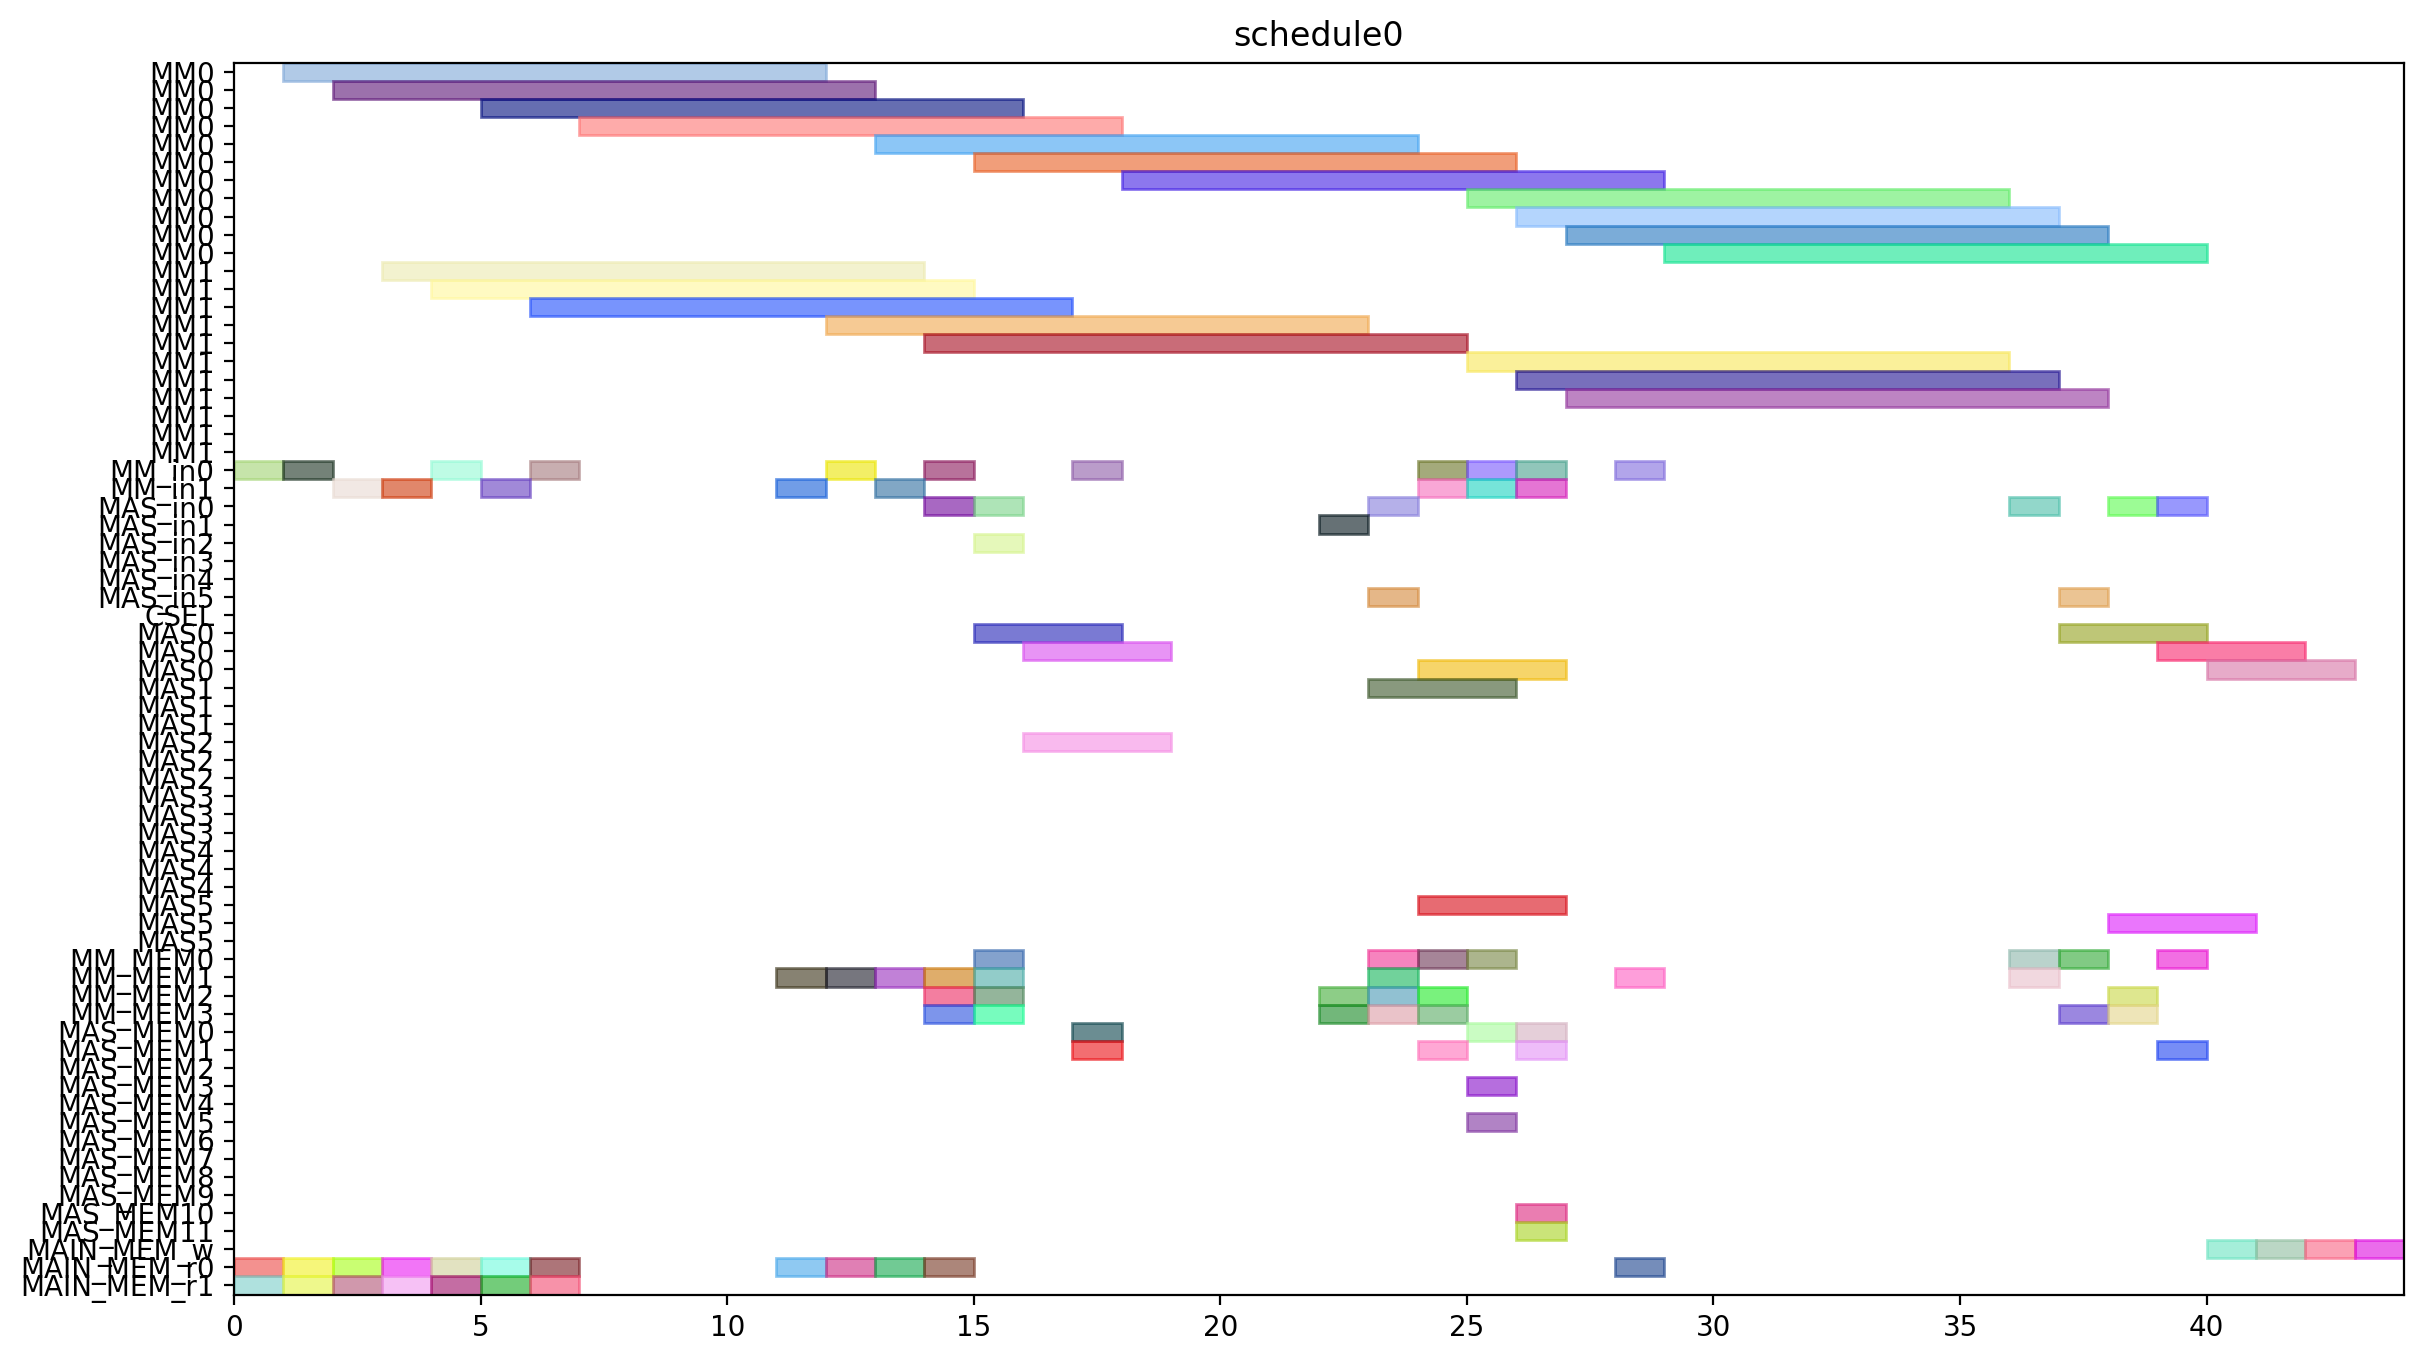 schedule0
MM0
MM0
MM0
MM0
MM0
MM0
MM0
MM0
MM0
MM0
MM0
MM1
MM1
MM1
MM1
MM1
MM1
MM1
MM1
MM1
MM1
MM1
MM_in0
MM_in1
MAS_in0
MAS_in1
MAS_in2
MAS_in3
MAS_in4
MAS_in5
CSEL
MAS0
MAS0
MAS0
MAS1
MAS1
MAS1
MAS2
MAS2
MAS2
MAS3
MAS3
MAS3
MAS4
MAS4
MAS4
MAS5
MAS5
MAS5
MM_MEM0
MM_MEM1
MM_MEM2
MM_MEM3
MAS_MEM0
MAS_MEM1
MAS_MEM2
MAS_MEM3
MAS_MEM4
MAS_MEM5
MAS_MEM6
MAS_MEM7
MAS_MEM8
MAS_MEM9
MAS_MEM10
MAS_MEM11
MAIN_MEM_w
MAIN_MEM_r0
MAIN_MEM_r1
0 5 10 15 20 25 30 35 40